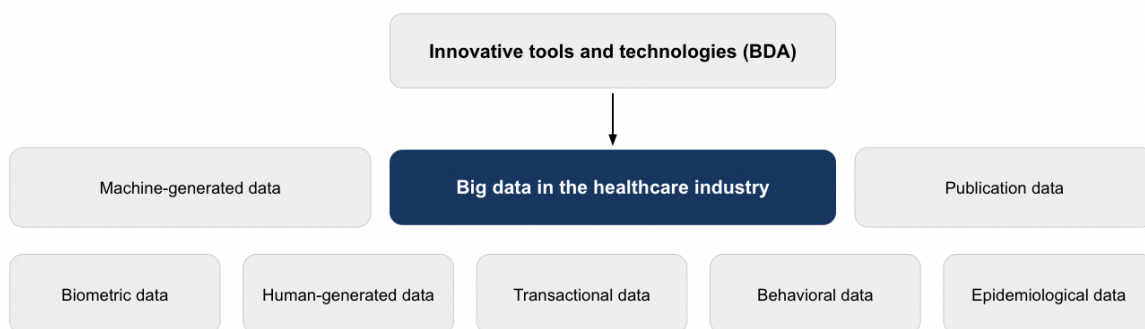 Innovative tools and technologies (BDA)
Machine-generated data
Big data in the healthcare industry
Publication data
Biometric data
Human-generated data
Transactional data
Behavioral data
Epidemiological data